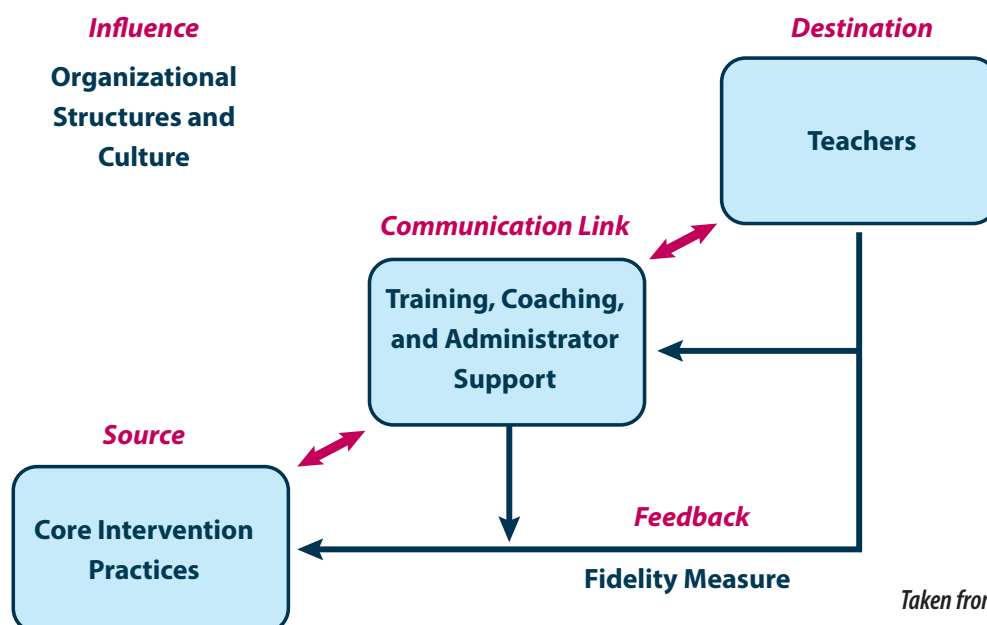 Influence
Organizational
Structures and
Culture
Destination
Teachers
Communication Link
Training, Coaching,
and Administrator
Support
Source
Core Intervention
Practices
Feedback
Fidelity Measure
Taken from